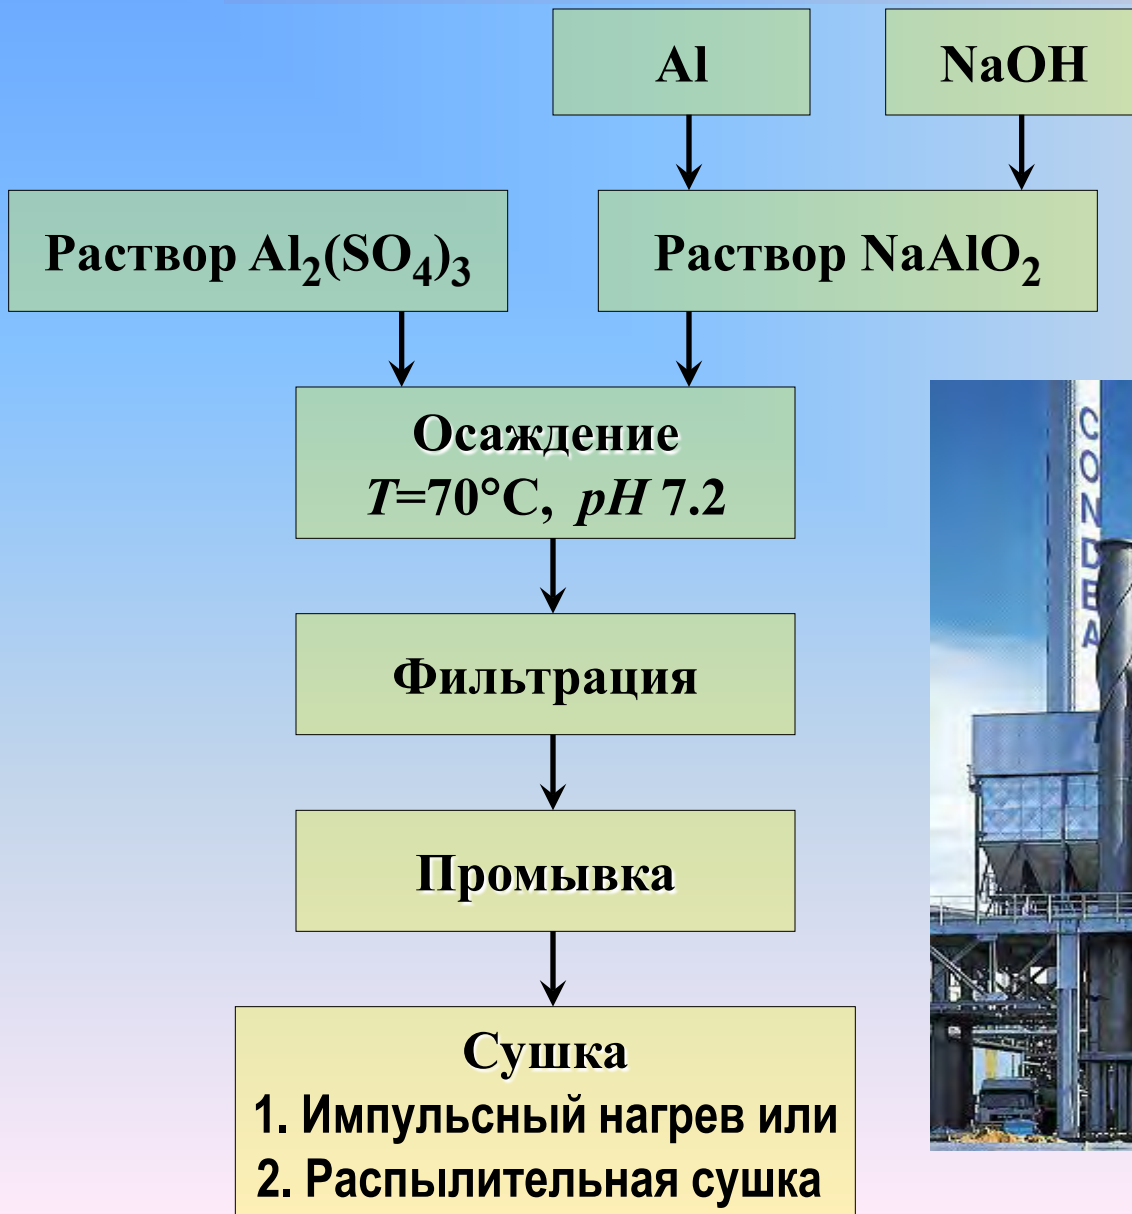 Al
NaOH
Раствор Al₂(SO₄)₃
Раствор NaAlO₂
Осаждение
T=70°C, pH 7.2
Фильтрация
Промывка
Сушка
1. Импульсный нагрев или
2. Распылительная сушка
CONDEA